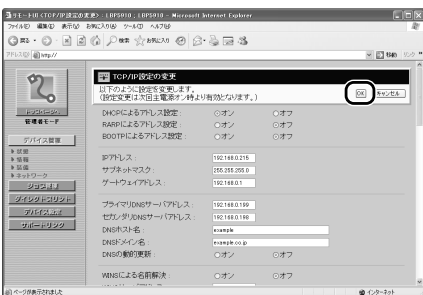 リモートUI <TOP/IP設定の変更> : LBP5910 ; LBP5910 - Microsoft Internet Explorer
ファイル(F) 編集(E) 表示(V) お気に入り(A) ツール(T) ヘルプ(H)
戻る 検索 お気に入り
アドレス(D) http:// 移動 リンク
TCP/IP設定の変更
以下のように設定を変更します。
(設定変更は次回主電源オン時より有効となります。)
OK キャンセル
トップページへ
管理者モード
デバイス管理
状態
情報
装備
ネットワーク
ジョブ管理
ダイレクトプリント
デバイス設定
サポートリンク
DHCPによるアドレス設定: オン オフ
RARPによるアドレス設定: オン オフ
BOOTPによるアドレス設定: オン オフ
IPアドレス: 192.168.0.215
サブネットマスク: 255.255.255.0
ゲートウェイアドレス: 192.168.0.1
プライマリDNSサーバアドレス: 192.168.0.199
セカンダリDNSサーバアドレス: 192.168.0.198
DNSホスト名: example
DNSドメイン名: example.co.jp
DNSの動的更新: オン オフ
WINSによる名前解決: オン オフ
ページが表示されました インターネット